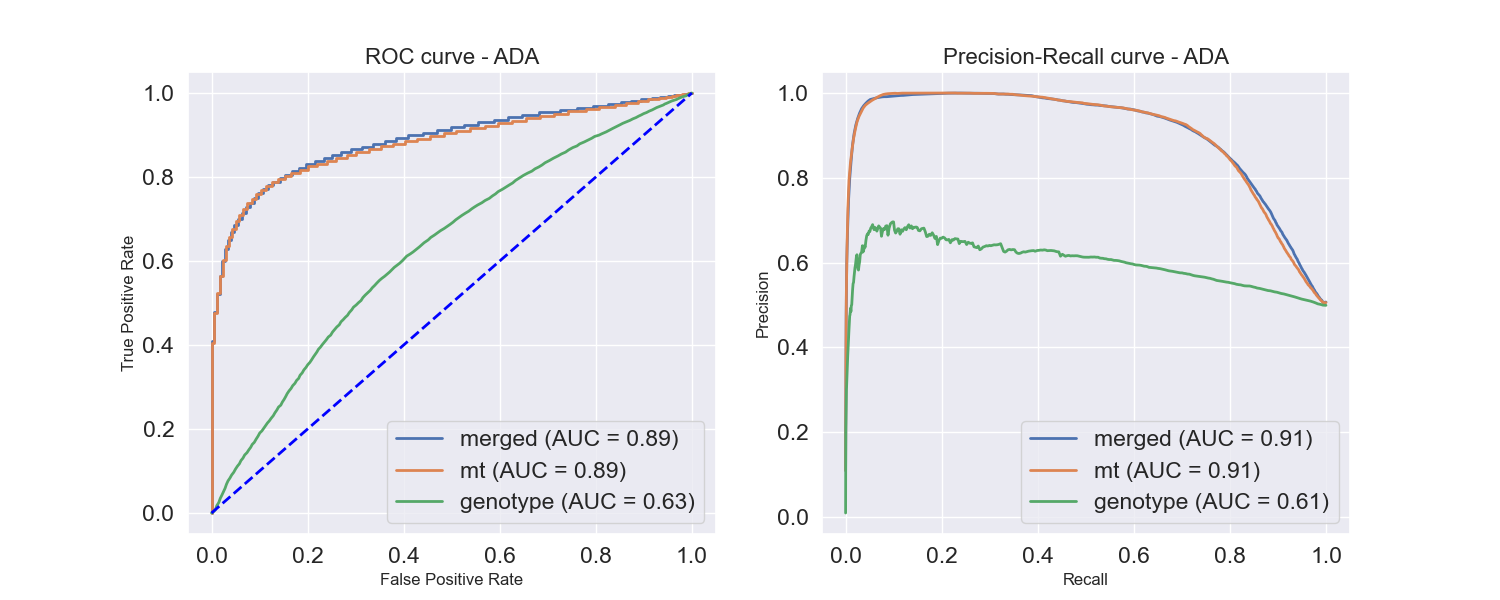 ROC curve - ADA
1.0
0.8
0.6
0.4
0.2
0.0
True Positive Rate
0.0 0.2 0.4 0.6 0.8 1.0
False Positive Rate
merged (AUC = 0.89)
mt (AUC = 0.89)
genotype (AUC = 0.63)
Precision-Recall curve - ADA
1.0
0.8
0.6
0.4
0.2
0.0
Precision
0.0 0.2 0.4 0.6 0.8 1.0
Recall
merged (AUC = 0.91)
mt (AUC = 0.91)
genotype (AUC = 0.61)